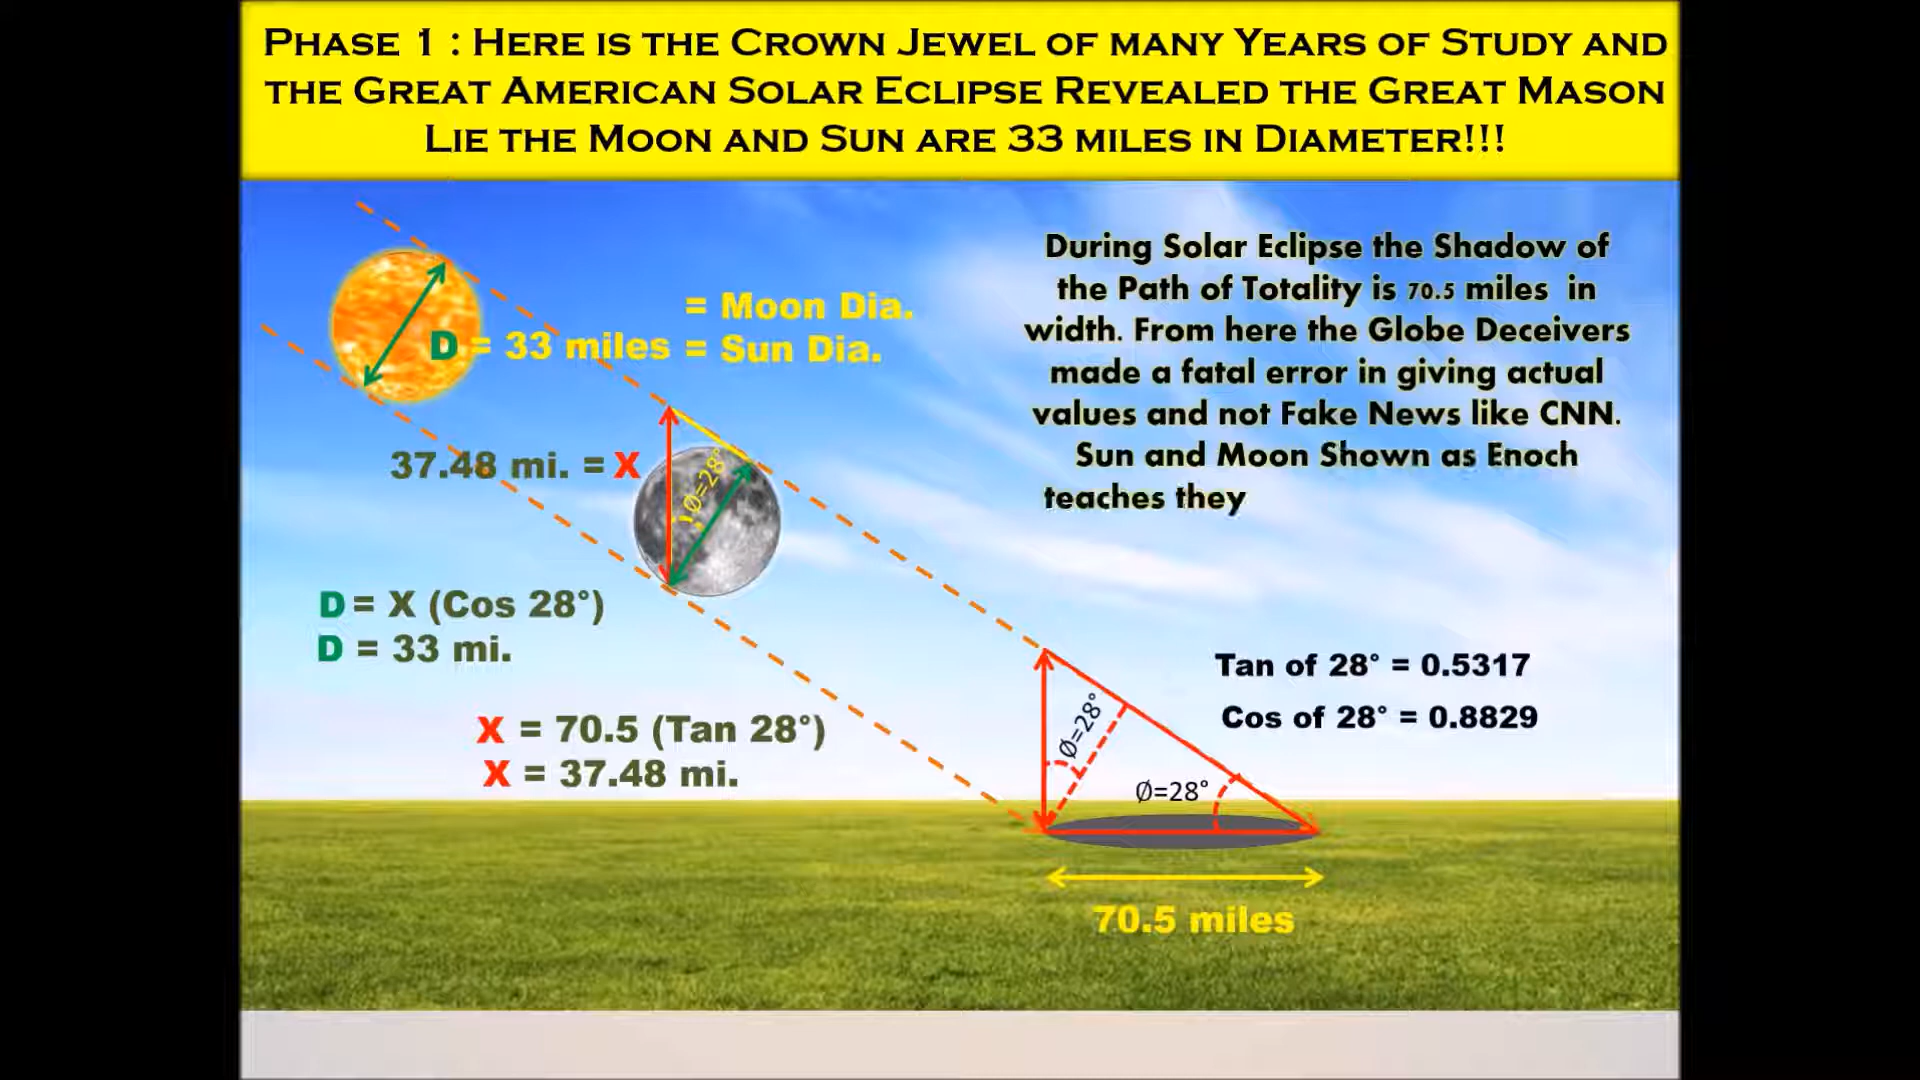 PHASE 1 : HERE IS THE CROWN JEWEL OF MANY YEARS OF STUDY AND
THE GREAT AMERICAN SOLAR ECLIPSE REVEALED THE GREAT MASON
LIE THE MOON AND SUN ARE 33 MILES IN DIAMETER!!!
During Solar Eclipse the Shadow of
the Path of Totality is 70.5 miles in
width. From here the Globe Deceivers
made a fatal error in giving actual
values and not Fake News like CNN.
Sun and Moon Shown as Enoch
teaches they
= Moon Dia.
D = 33 miles = Sun Dia.
37.48 mi. = X
Ø=28°
D = X (Cos 28°)
D = 33 mi.
X = 70.5 (Tan 28°)
X = 37.48 mi.
Tan of 28° = 0.5317
Cos of 28° = 0.8829
Ø=28°
Ø=28°
70.5 miles